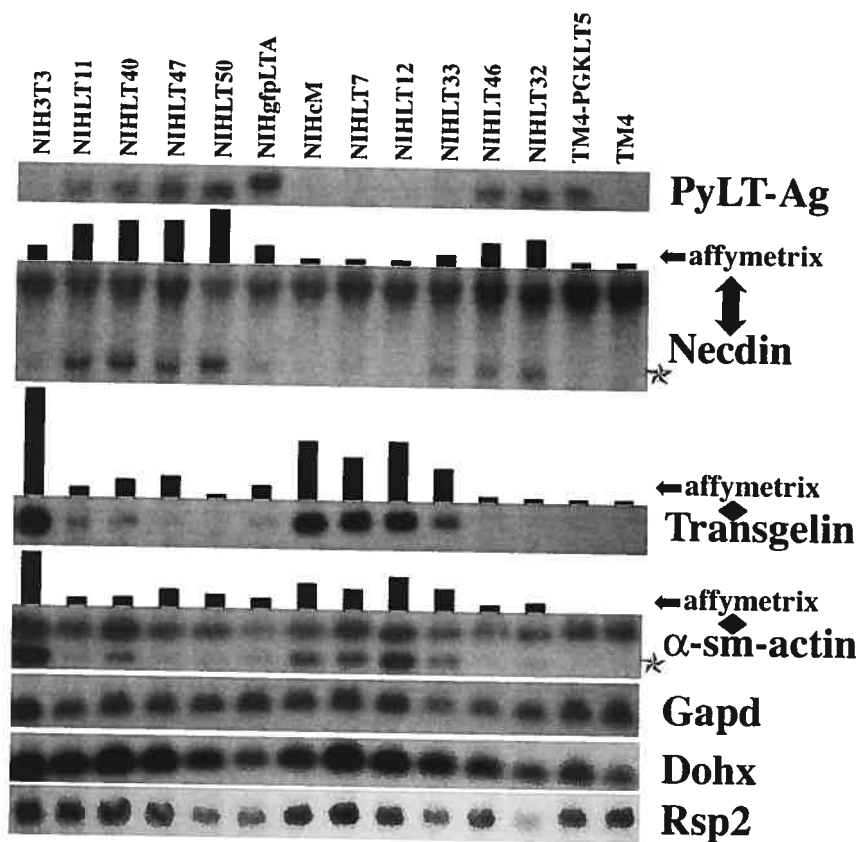 NIH3T3
NIHLT11
NIHLT40
NIHLT47
NIHLT50
NIHgfpLTA
NIHcM
NIHLT7
NIHLT12
NIHLT33
NIHLT46
NIHLT32
TM4-PGKLT5
TM4
PyLT-Ag
affymetrix
Necdin
affymetrix
Transgelin
affymetrix
α-sm-actin
Gapd
Dohx
Rsp2